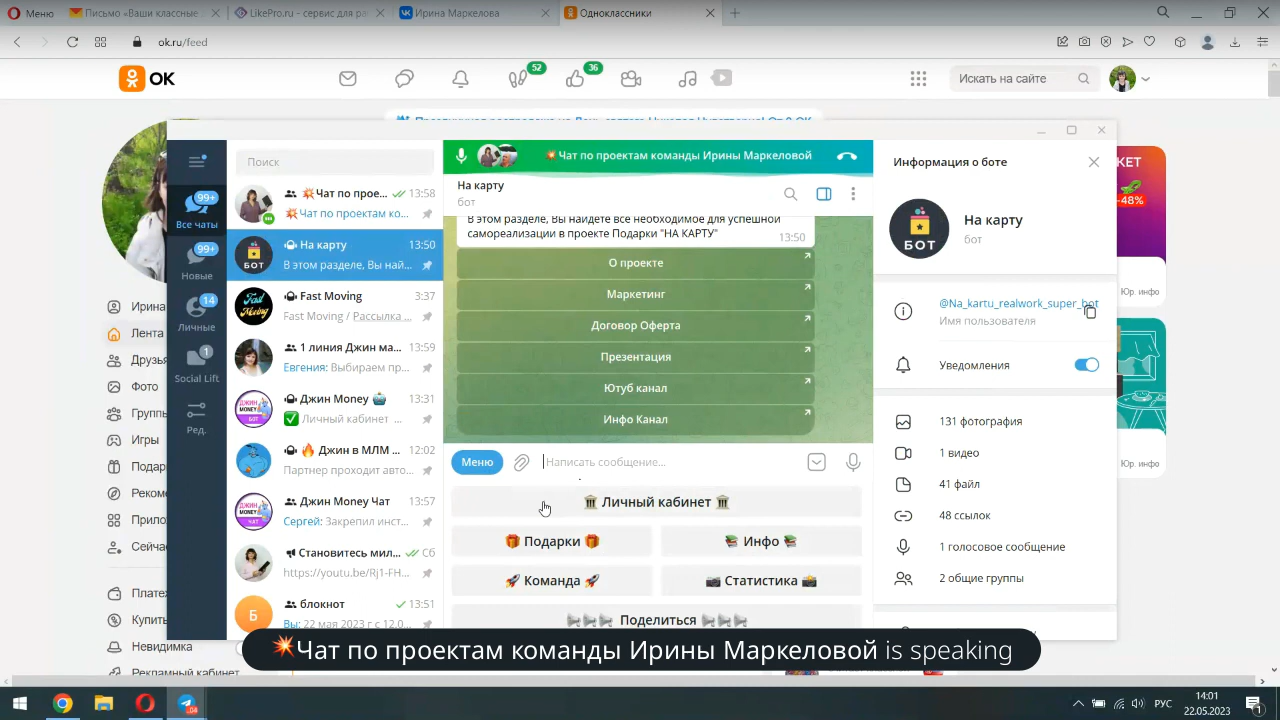 Меню
Письмо «Ваши классные
LikePro.ru - сервис для ра
Ирина Маркелова
Одноклассники
ok.ru/feed
OK
52
36
Искать на сайте
Поиск
💥Чат по проектам команды Ирины Маркеловой
Информация о боте
💥Чат по прое... 13:58
💥Чат по проектам ко...
На карту
бот
99+
Все чаты
99+
Новые
14
Личные
1
Social Lift
Ред.
На карту 13:50
В этом разделе, Вы най...
Fast Moving 3:37
Fast Moving / Рассылка ...
1 линия Джин ма... 13:59
Евгения: Выбираем пр...
Джин Money 13:31
✅ Личный кабинет ...
🔥 Джин в МЛМ ... 12:02
Партнер проходит авто...
Джин Money Чат 13:57
Сергей: Закрепил инст...
Становитесь мил... Сб
https://youtu.be/Rj1-FH...
Б
блокнот 13:51
Вы: 22 мая 2023 г с 12.0...
В этом разделе, Вы найдете все необходимое для успешной
самореализации в проекте Подарки "НА КАРТУ"
13:50
О проекте
Маркетинг
Договор Оферта
Презентация
Ютуб канал
Инфо Канал
Меню
Написать сообщение...
🏛 Личный кабинет 🏛
🎁 Подарки 🎁
📚 Инфо 📚
🚀 Команда 🚀
📷 Статистика 📸
Поделиться
БОТ
На карту
бот
@Na_kartu_realwork_super_bot
Имя пользователя
Уведомления
131 фотография
1 видео
41 файл
48 ссылок
1 голосовое сообщение
2 общие группы
Ирина
Лента
Друзья
Фото
Группы
Игры
Подар
Рекоме
Прило
Сейча
Плате
Купить
Невидимка
-48%
Юр. инфо
Юр. инфо
💥Чат по проектам команды Ирины Маркеловой is speaking
РУС
14:01
22.05.2023